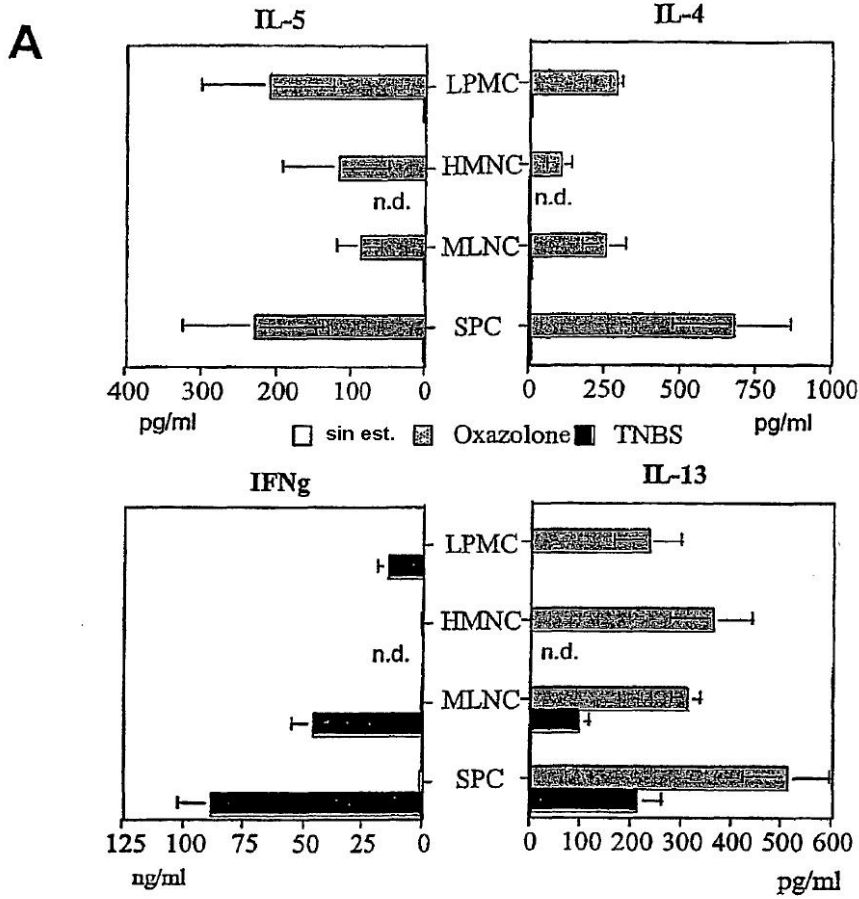 A
IL-5
IL-4
LPMC
HMNC
n.d.
n.d.
MLNC
SPC
400 300 200 100 0
0 250 500 750 1000
pg/ml
pg/ml
sin est. Oxazolone TNBS
IFNg
IL-13
LPMC
HMNC
n.d.
n.d.
MLNC
SPC
125 100 75 50 25 0
0 100 200 300 400 500 600
ng/ml
pg/ml